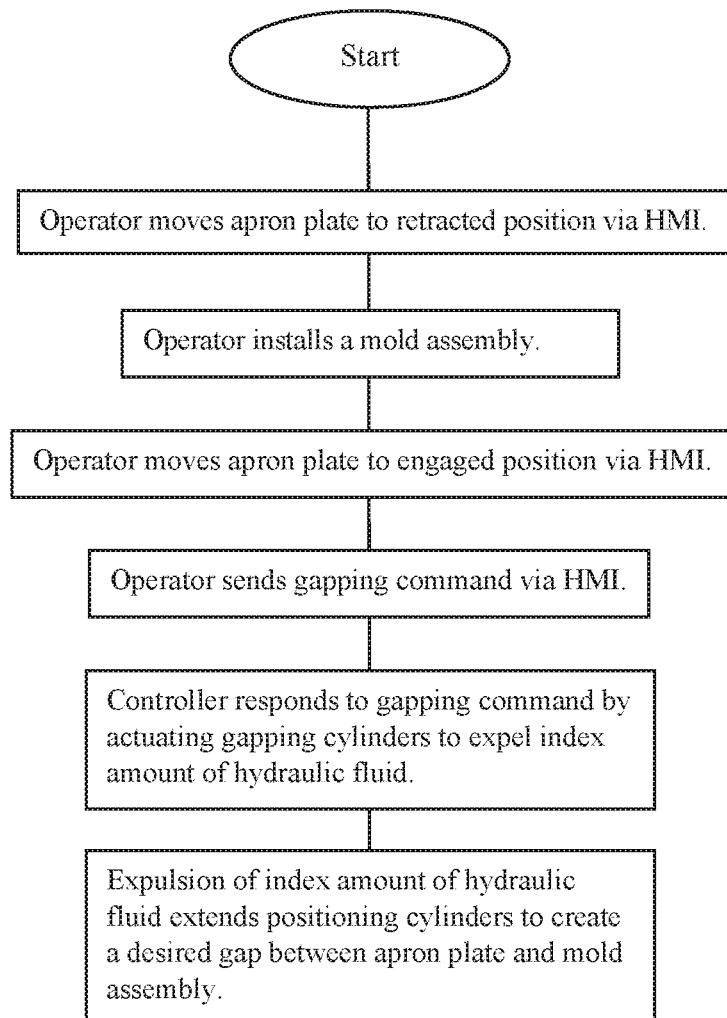 Start
Operator moves apron plate to retracted position via HMI.
Operator installs a mold assembly.
Operator moves apron plate to engaged position via HMI.
Operator sends gapping command via HMI.
Controller responds to gapping command by
actuating gapping cylinders to expel index
amount of hydraulic fluid.
Expulsion of index amount of hydraulic
fluid extends positioning cylinders to create
a desired gap between apron plate and mold
assembly.